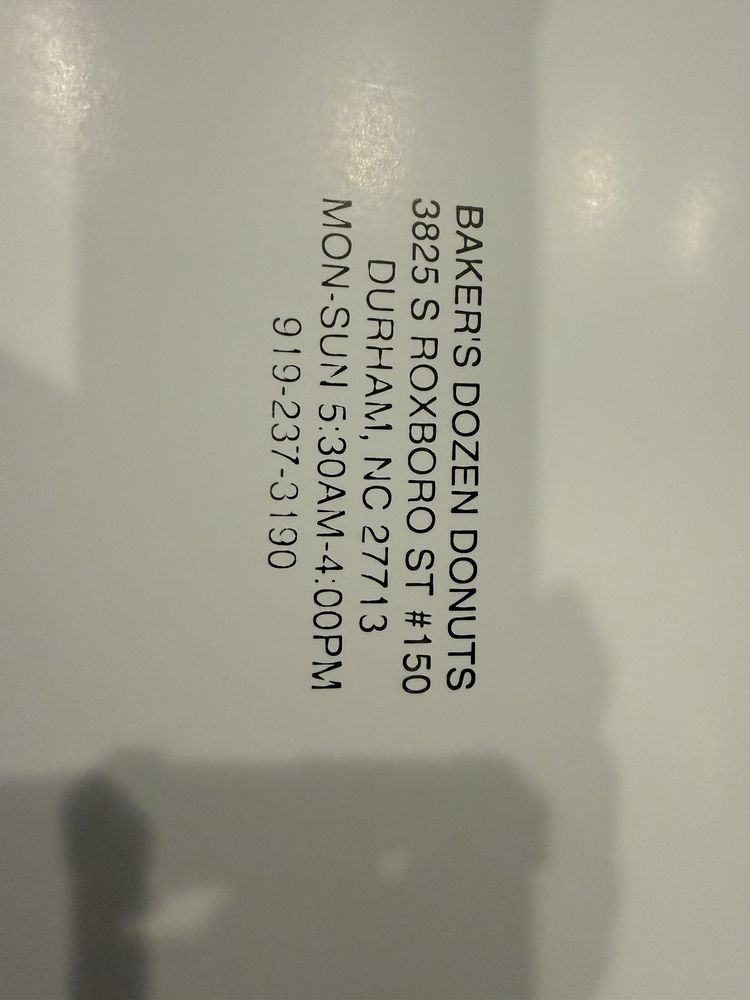 BAKER'S DOZEN DONUTS
3825 S ROXBORO ST #150
DURHAM, NC 27713
MON-SUN 5:30AM-4:00PM
919-237-3190